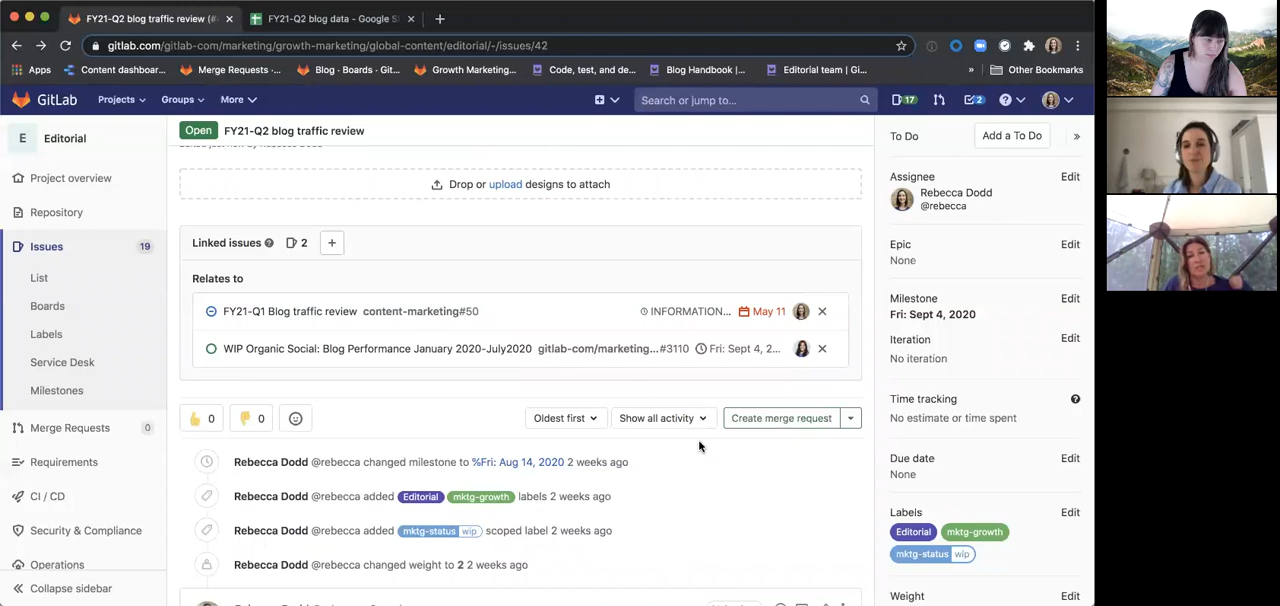 FY21-Q2 blog traffic review (#4
FY21-Q2 blog data - Google S
gitlab.com/gitlab-com/marketing/growth-marketing/global-content/editorial/-/issues/42
Apps
Content dashboar...
Merge Requests ·...
Blog · Boards · Git...
Growth Marketing...
Code, test, and de...
Blog Handbook |...
Editorial team | Gi...
»
Other Bookmarks
GitLab
Projects
Groups
More
Search or jump to...
17
2
E
Editorial
Project overview
Repository
Issues
19
List
Boards
Labels
Service Desk
Milestones
Merge Requests
0
Requirements
CI / CD
Security & Compliance
Operations
Collapse sidebar
Open
FY21-Q2 blog traffic review
Edited just now by Rebecca Dodd
Drop or upload designs to attach
Linked issues
2
Relates to
FY21-Q1 Blog traffic review content-marketing#50
INFORMATION...
May 11
WIP Organic Social: Blog Performance January 2020-July2020 gitlab-com/marketing...#3110
Fri: Sept 4, 2...
0
0
Oldest first
Show all activity
Create merge request
Rebecca Dodd @rebecca changed milestone to %Fri: Aug 14, 2020 2 weeks ago
Rebecca Dodd @rebecca added Editorial mktg-growth labels 2 weeks ago
Rebecca Dodd @rebecca added mktg-status wip scoped label 2 weeks ago
Rebecca Dodd @rebecca changed weight to 2 2 weeks ago
To Do
Add a To Do
»
Assignee
Edit
Rebecca Dodd
@rebecca
Epic
Edit
None
Milestone
Edit
Fri: Sept 4, 2020
Iteration
Edit
No iteration
Time tracking
No estimate or time spent
Due date
Edit
None
Labels
Edit
Editorial
mktg-growth
mktg-status wip
Weight
Edit